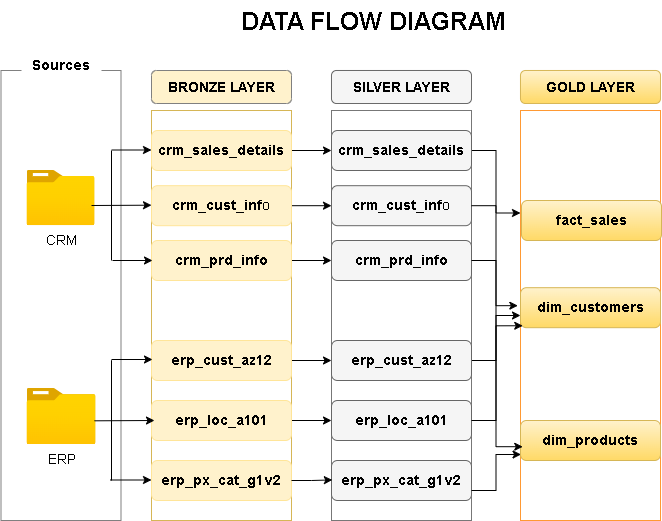 DATA FLOW DIAGRAM
Sources
BRONZE LAYER
SILVER LAYER
GOLD LAYER
crm_sales_details
crm_sales_details
crm_cust_info
crm_cust_info
fact_sales
CRM
crm_prd_info
crm_prd_info
dim_customers
erp_cust_az12
erp_cust_az12
erp_loc_a101
erp_loc_a101
dim_products
ERP
erp_px_cat_g1v2
erp_px_cat_g1v2